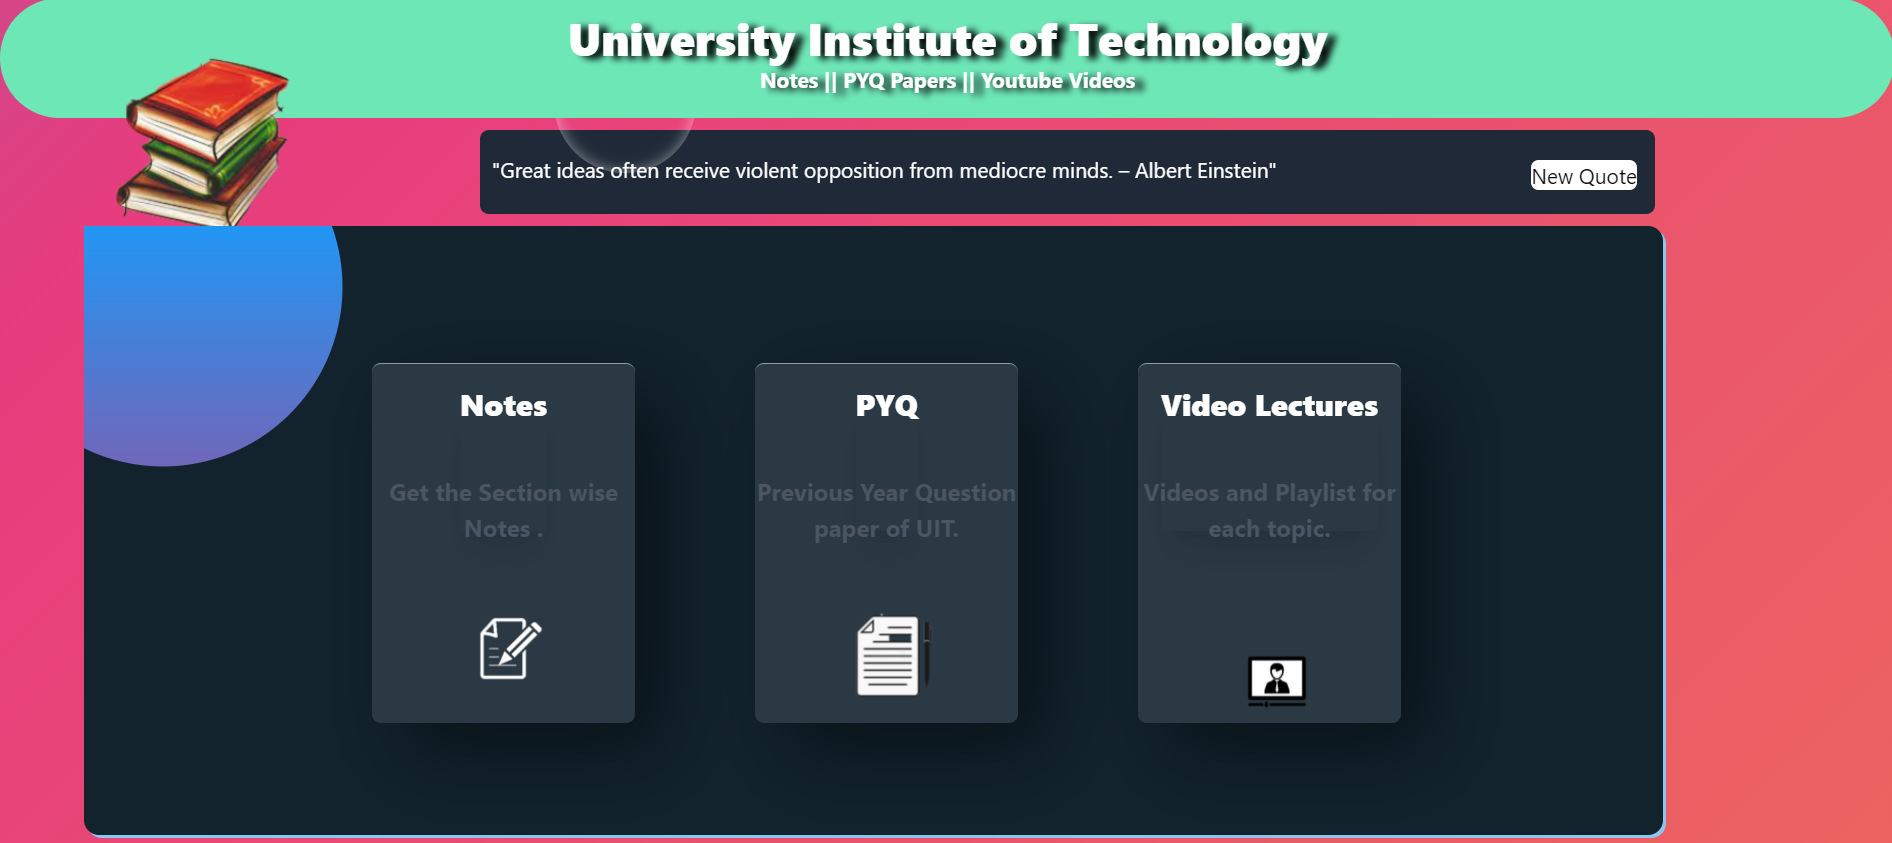 University Institute of Technology
Notes || PYQ Papers || Youtube Videos
"Great ideas often receive violent opposition from mediocre minds. – Albert Einstein"
New Quote
Notes
Get the Section wise
Notes .
PYQ
Previous Year Question
paper of UIT.
Video Lectures
Videos and Playlist for
each topic.